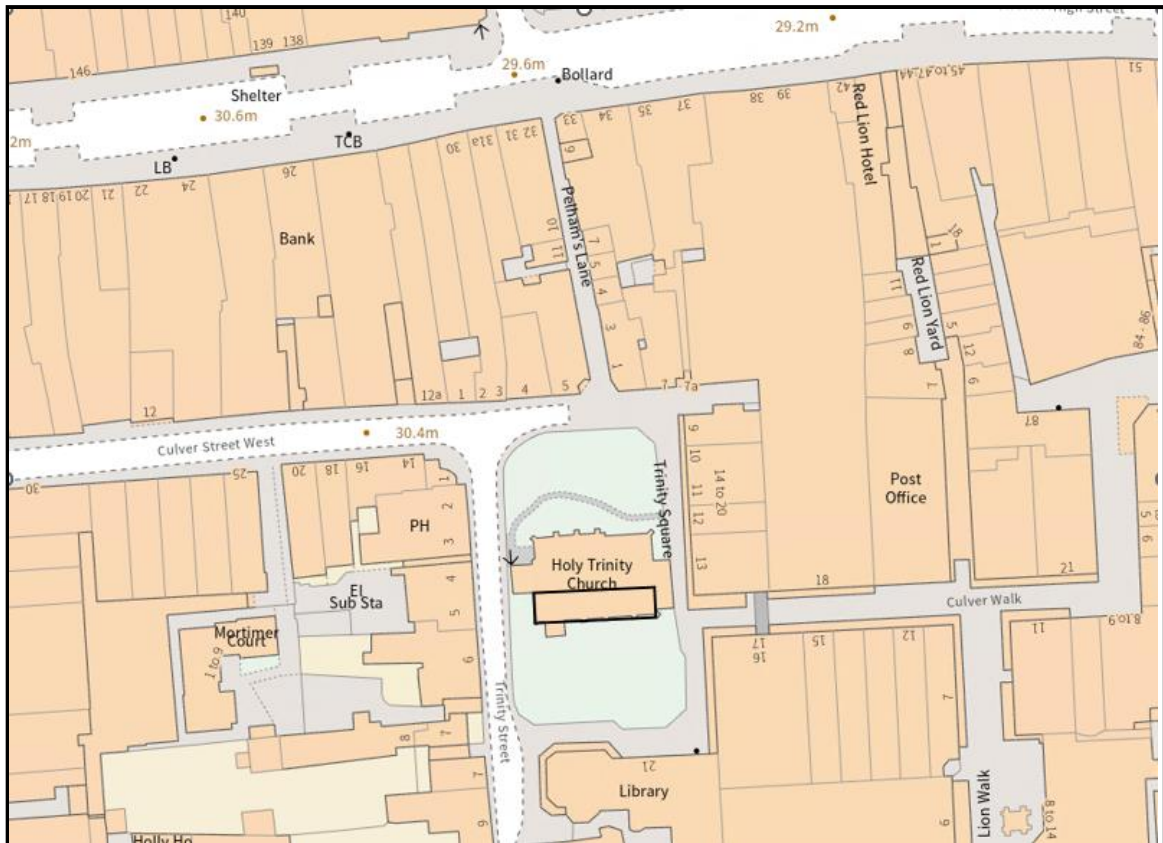 140
139 138
146
High Street
29.2m
29.6m
Bollard
Shelter
30.6m
2m
TCB
LB
17 18 19 20 21 22 24 26 30 31a 31 32
33 34 35 37 38 39 42 44 45 to 47 51
9
Red Lion Hotel
Bank
Pelham's Lane
10
11
7
5
4
3
1
18
1
Red Lion Yard
11
9
8
7
5
12
9
84 - 86
12
12a 1 2 3 4 5
7 7a
87
Culver Street West
30.4m
30
25
20 18 16 14
1
2
3
PH
4
5
6
Trinity Square
9
10
11
12
13
14 to 20
Post
Office
5
6
Holy Trinity
Church
El
Sub Sta
Mortimer
Court
1 to 9
18
21
Culver Walk
17
16
15
12
11
8 to 9
7
Trinity Street
8
7
7
9
21
Library
9
Lion Walk
8 to 14
Holly Ho